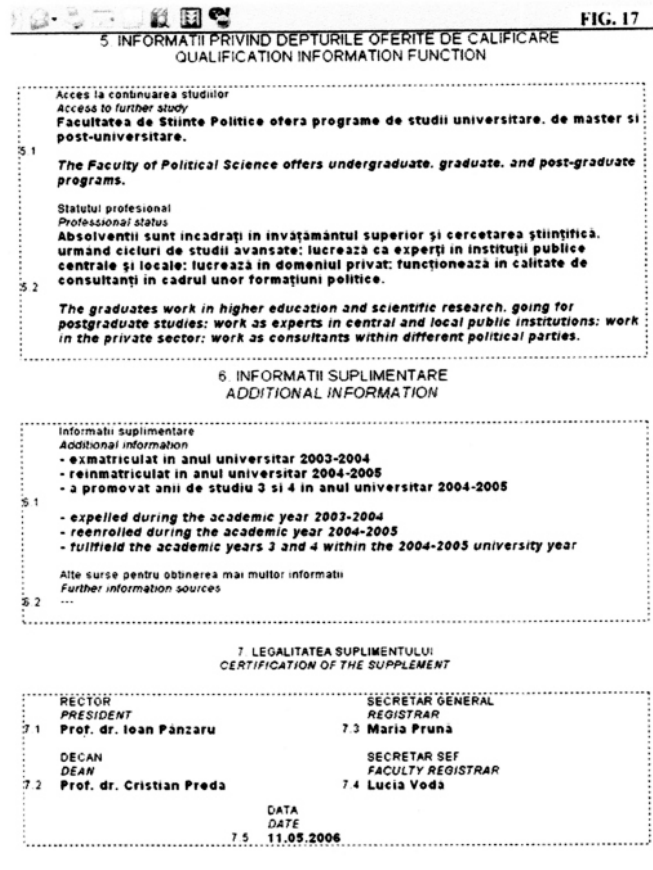 FIG. 17
5. INFORMATII PRIVIND DEPTURILE OFERITE DE CALIFICARE
QUALIFICATION INFORMATION FUNCTION
Acces la continuarea studiilor
Access to further study
Facultatea de Stiinte Politice ofera programe de studii universitare, de master si
post-universitare.
5.1
The Faculty of Political Science offers undergraduate, graduate, and post-graduate
programs.
Statutul profesional
Professional status
Absolventii sunt incadrați in invățământul superior și cercetarea științifică,
urmând cicluri de studii avansate; lucrează ca experți in instituții publice
centrale și locale; lucrează in domeniul privat; funcționează in calitate de
consultanți in cadrul unor formațiuni politice.
5.2
The graduates work in higher education and scientific research, going for
postgraduate studies; work as experts in central and local public institutions; work
in the private sector; work as consultants within different political parties.
6. INFORMATII SUPLIMENTARE
ADDITIONAL INFORMATION
Informatii suplimentare
Additional information
- exmatriculat in anul universitar 2003-2004
- reinmatriculat in anul universitar 2004-2005
- a promovat anii de studiu 3 si 4 in anul universitar 2004-2005
6.1
- expelled during the academic year 2003-2004
- reenrolled during the academic year 2004-2005
- fullfield the academic years 3 and 4 within the 2004-2005 university year
Alte surse pentru obtinerea mai multor informatii
Further information sources
6.2 ---
7. LEGALITATEA SUPLIMENTULUI
CERTIFICATION OF THE SUPPLEMENT
RECTOR
PRESIDENT
7.1 Prof. dr. Ioan Pânzaru
SECRETAR GENERAL
REGISTRAR
7.3 Maria Prună
DECAN
DEAN
7.2 Prof. dr. Cristian Preda
SECRETAR SEF
FACULTY REGISTRAR
7.4 Lucia Vodă
DATA
DATE
7.5 11.05.2006